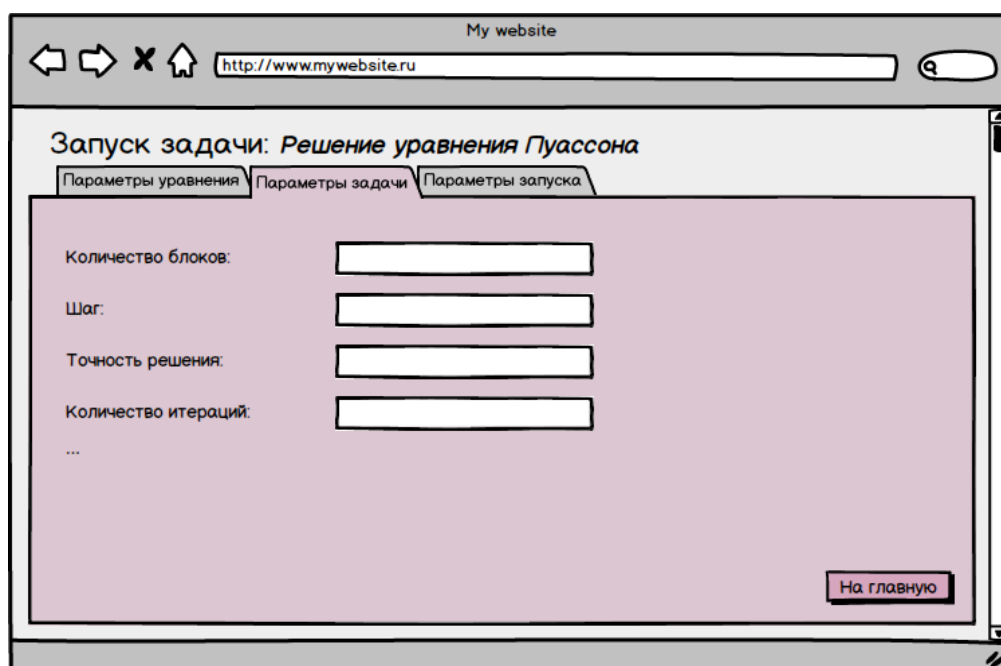 My website
http://www.mywebsite.ru
Запуск задачи: Решение уравнения Пуассона
Параметры уравнения Параметры задачи Параметры запуска
Количество блоков:
Шаг:
Точность решения:
Количество итераций:
...
На главную